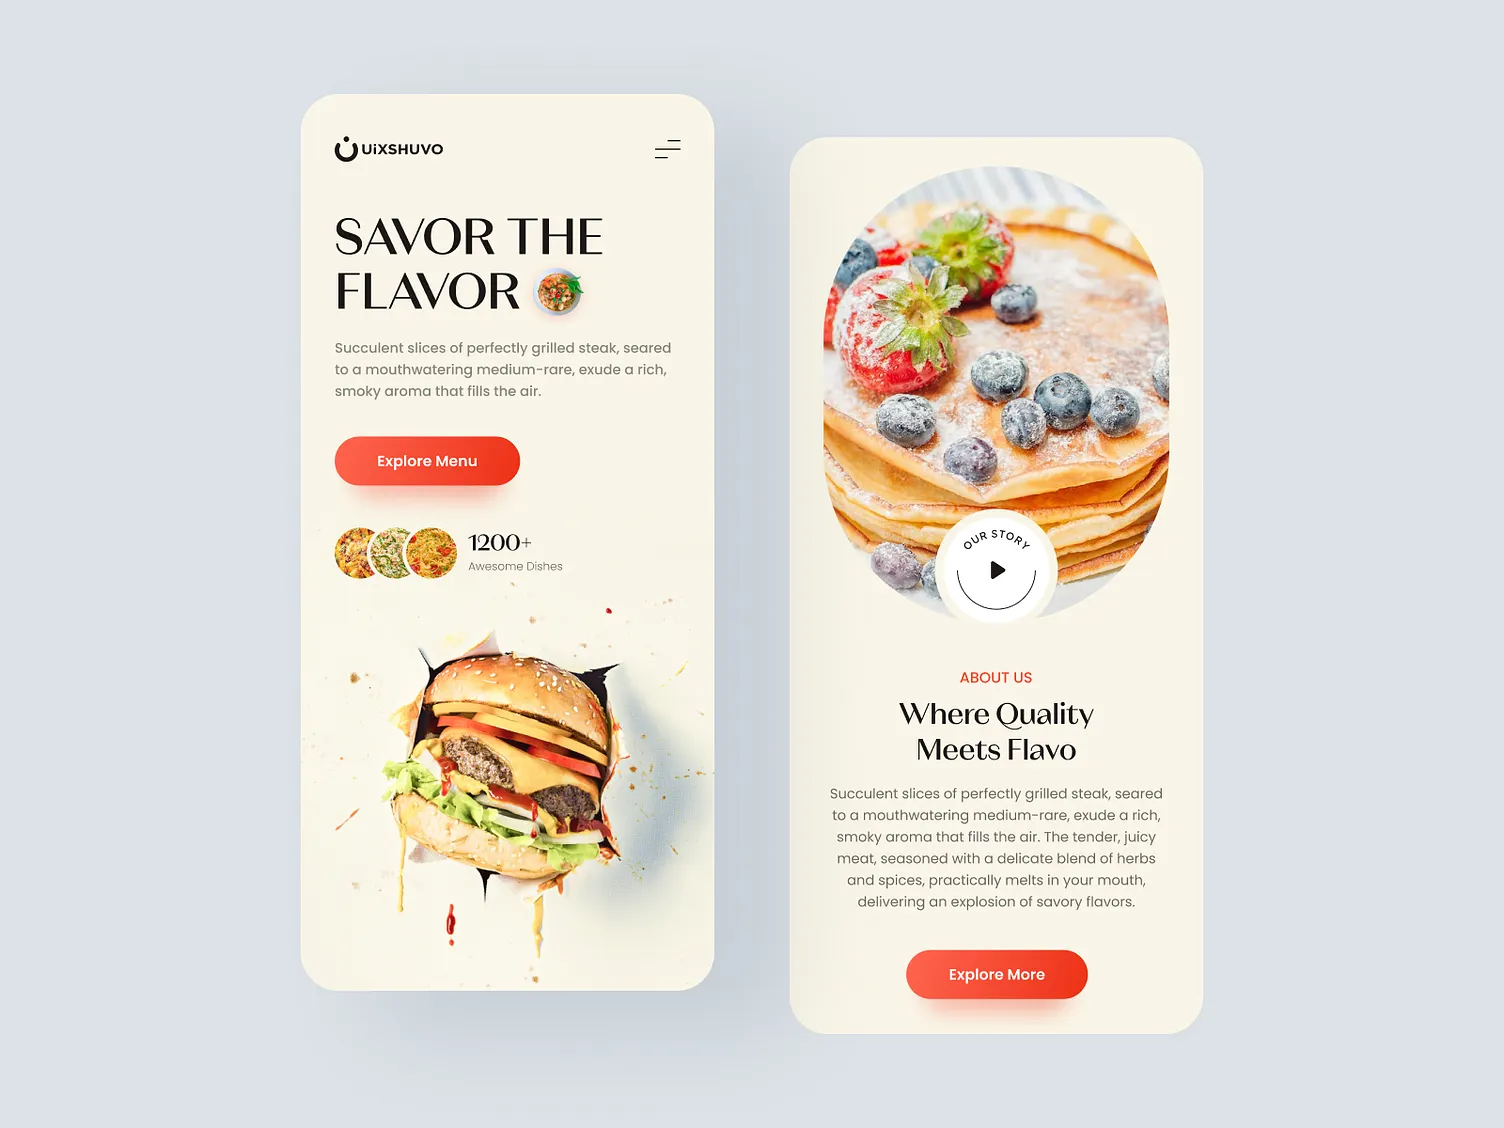 UiXSHUVO
SAVOR THE
FLAVOR
Succulent slices of perfectly grilled steak, seared
to a mouthwatering medium-rare, exude a rich,
smoky aroma that fills the air.
Explore Menu
1200+
Awesome Dishes
OUR STORY
ABOUT US
Where Quality
Meets Flavo
Succulent slices of perfectly grilled steak, seared
to a mouthwatering medium-rare, exude a rich,
smoky aroma that fills the air. The tender, juicy
meat, seasoned with a delicate blend of herbs
and spices, practically melts in your mouth,
delivering an explosion of savory flavors.
Explore More